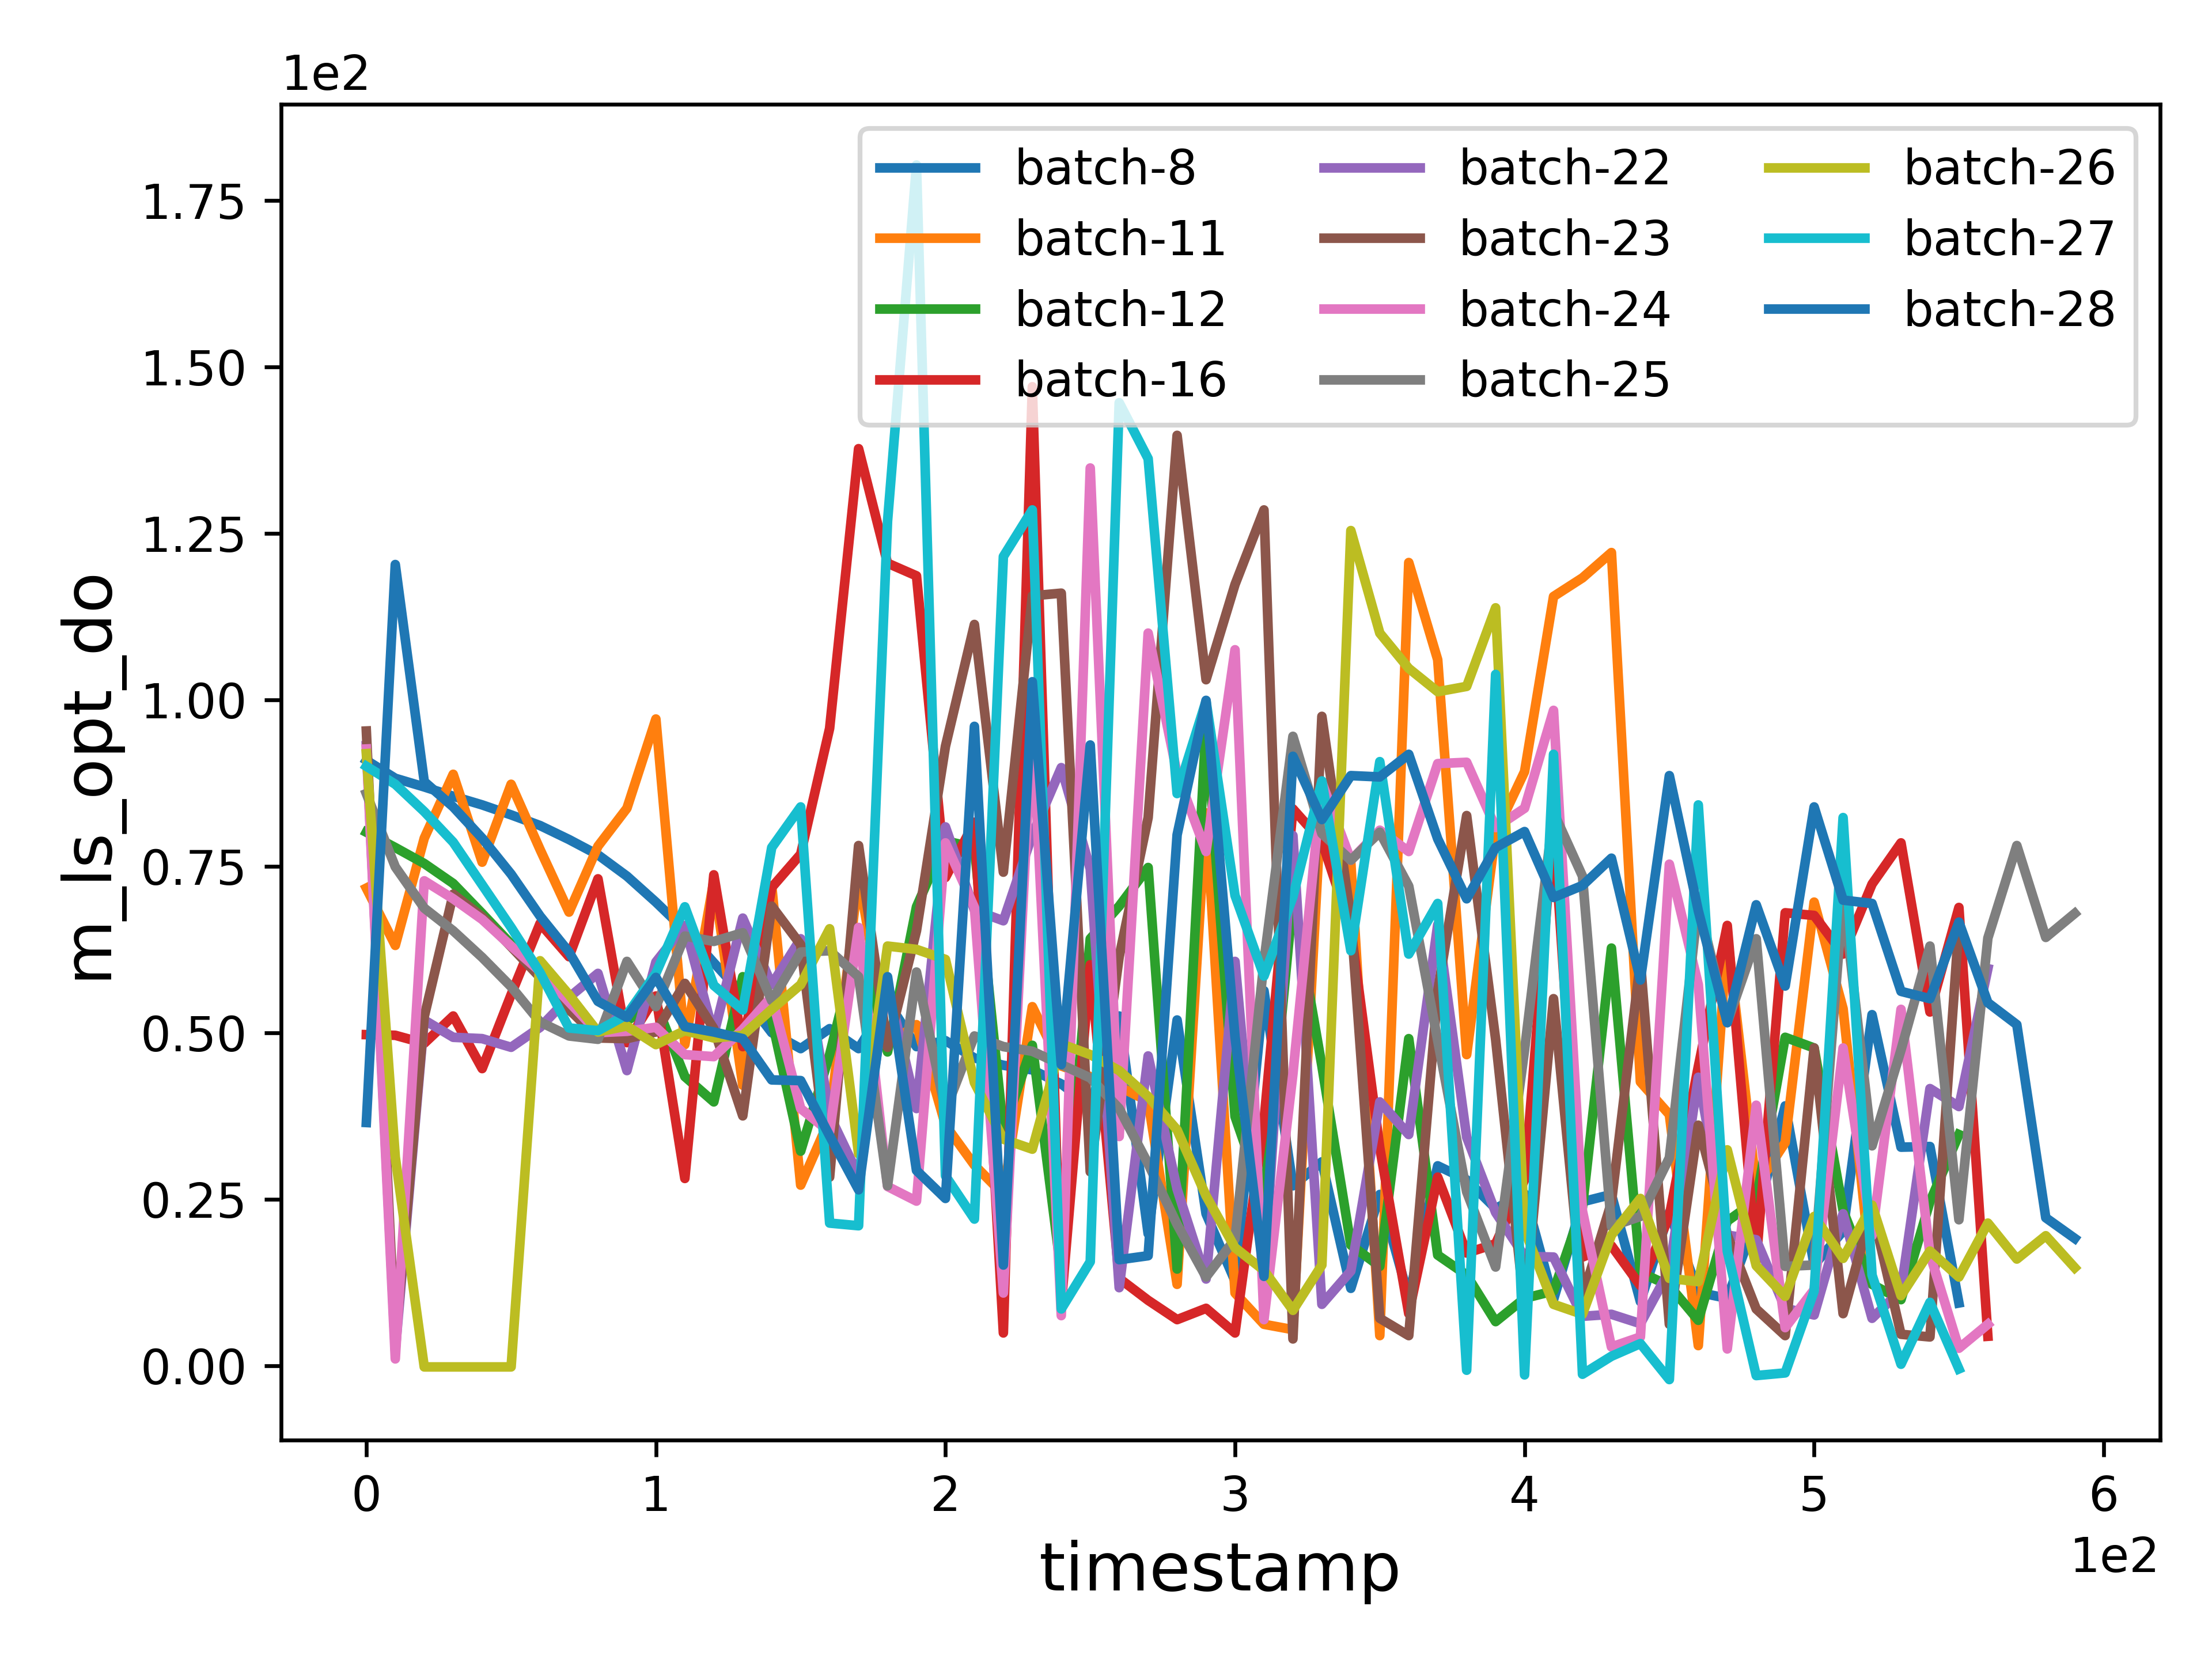 1e2
1.75
1.50
1.25
1.00
0.75
0.50
0.25
0.00
m_ls_opt_do
batch-8
batch-11
batch-12
batch-16
batch-22
batch-23
batch-24
batch-25
batch-26
batch-27
batch-28
0 1 2 3 4 5 6
1e2
timestamp